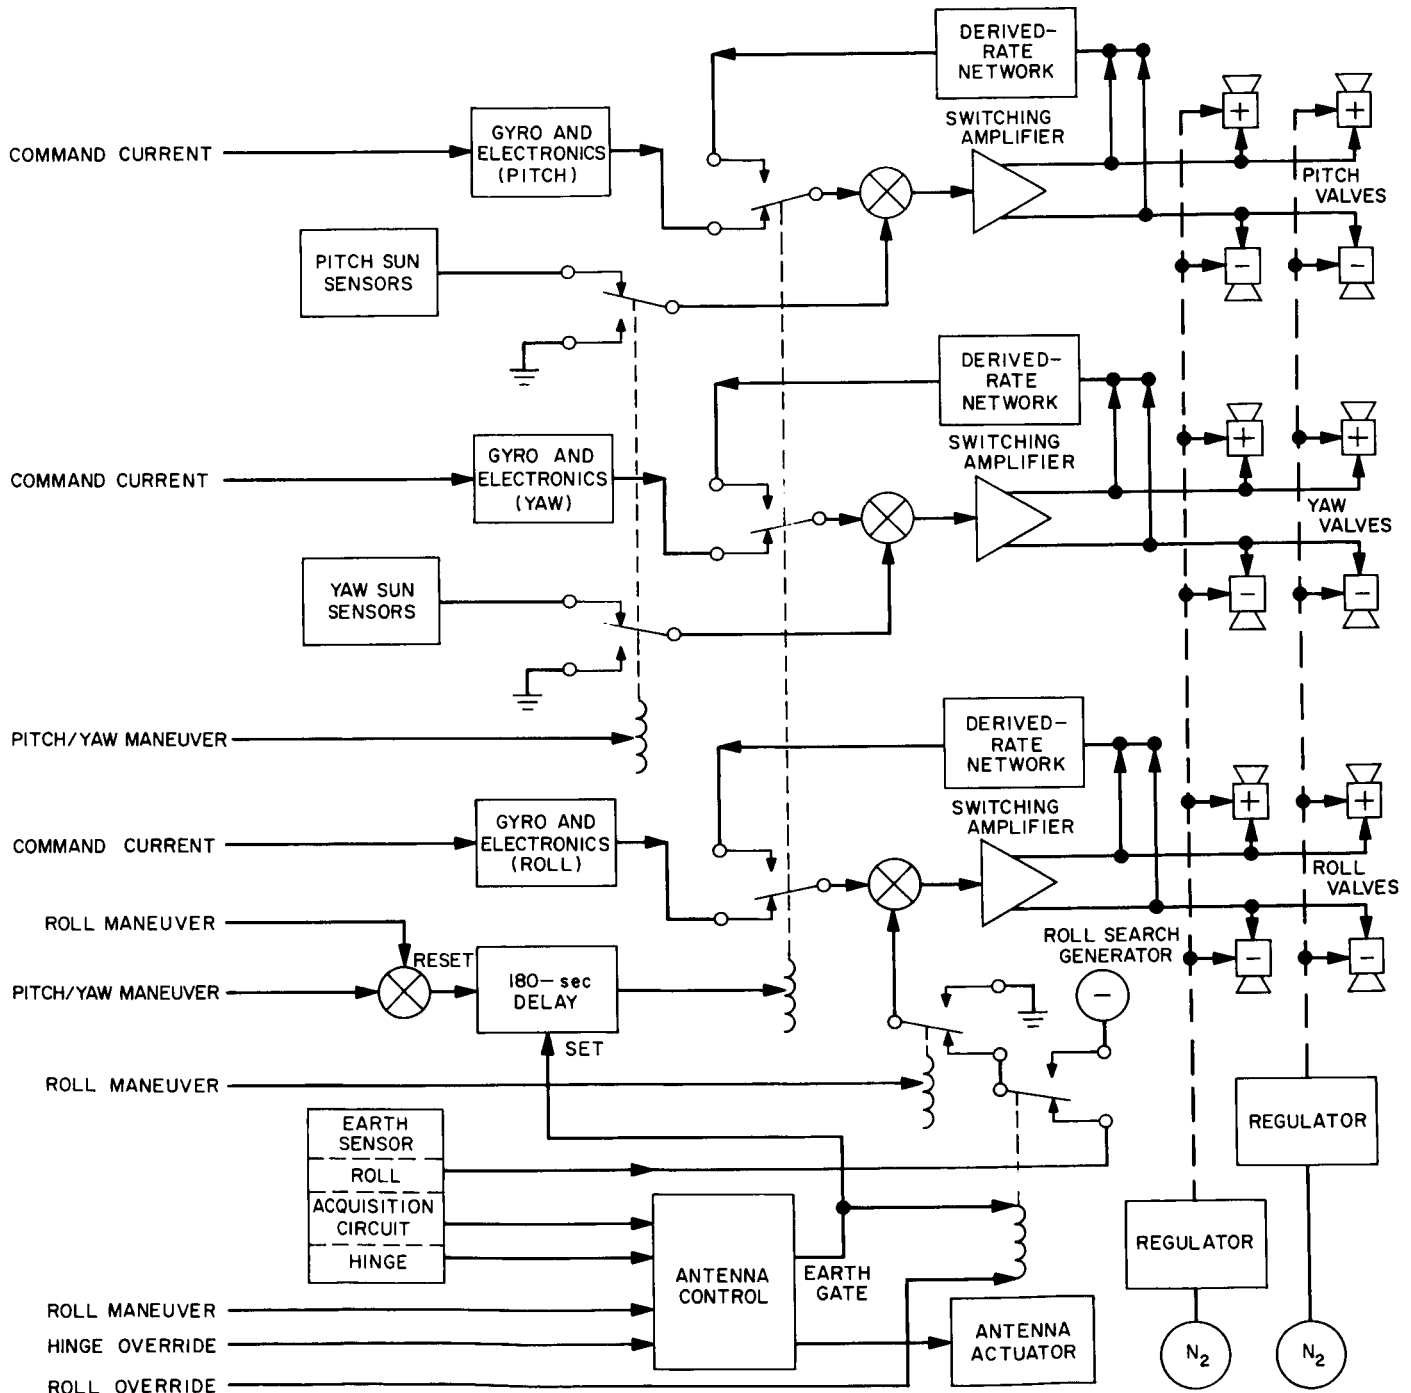 DERIVED-
RATE
NETWORK
SWITCHING
AMPLIFIER
+
+
COMMAND CURRENT
GYRO AND
ELECTRONICS
(PITCH)
PITCH
VALVES
PITCH SUN
SENSORS
-
-
DERIVED-
RATE
NETWORK
SWITCHING
AMPLIFIER
+
+
COMMAND CURRENT
GYRO AND
ELECTRONICS
(YAW)
YAW
VALVES
YAW SUN
SENSORS
-
-
PITCH/YAW MANEUVER
DERIVED-
RATE
NETWORK
SWITCHING
AMPLIFIER
+
+
COMMAND CURRENT
GYRO AND
ELECTRONICS
(ROLL)
ROLL
VALVES
ROLL MANEUVER
RESET
ROLL SEARCH
GENERATOR
-
-
-
PITCH/YAW MANEUVER
180-sec
DELAY
SET
ROLL MANEUVER
EARTH
SENSOR
ROLL
ACQUISITION
CIRCUIT
HINGE
REGULATOR
REGULATOR
ANTENNA
CONTROL
EARTH
GATE
ROLL MANEUVER
HINGE OVERRIDE
ROLL OVERRIDE
ANTENNA
ACTUATOR
N₂
N₂